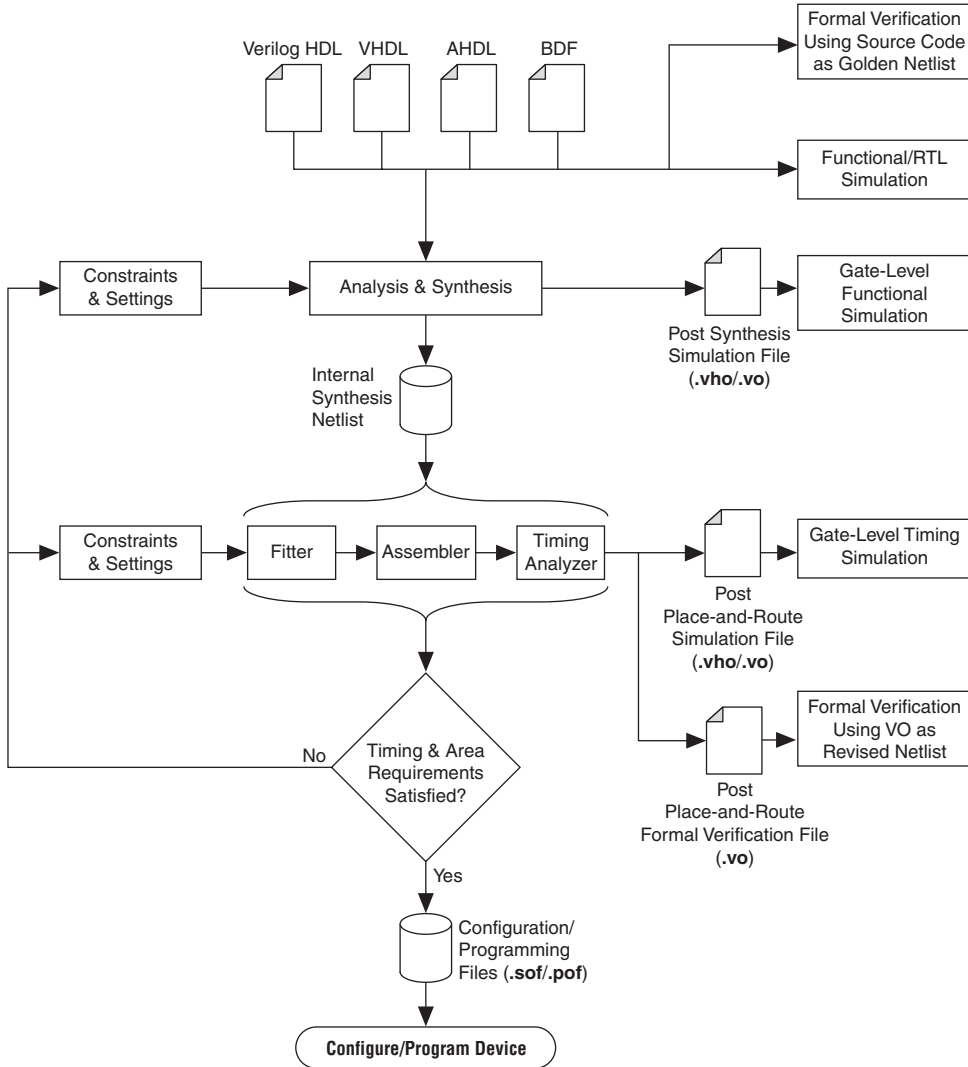 Formal Verification
Using Source Code
as Golden Netlist
Verilog HDL
VHDL
AHDL
BDF
Functional/RTL
Simulation
Constraints
& Settings
Analysis & Synthesis
Gate-Level
Functional
Simulation
Post Synthesis
Simulation File
(.vho/.vo)
Internal
Synthesis
Netlist
Constraints
& Settings
Fitter
Assembler
Timing
Analyzer
Gate-Level Timing
Simulation
Post
Place-and-Route
Simulation File
(.vho/.vo)
Formal Verification
Using VO as
Revised Netlist
No
Timing & Area
Requirements
Satisfied?
Post
Place-and-Route
Formal Verification File
(.vo)
Yes
Configuration/
Programming
Files (.sof/.pof)
Configure/Program Device